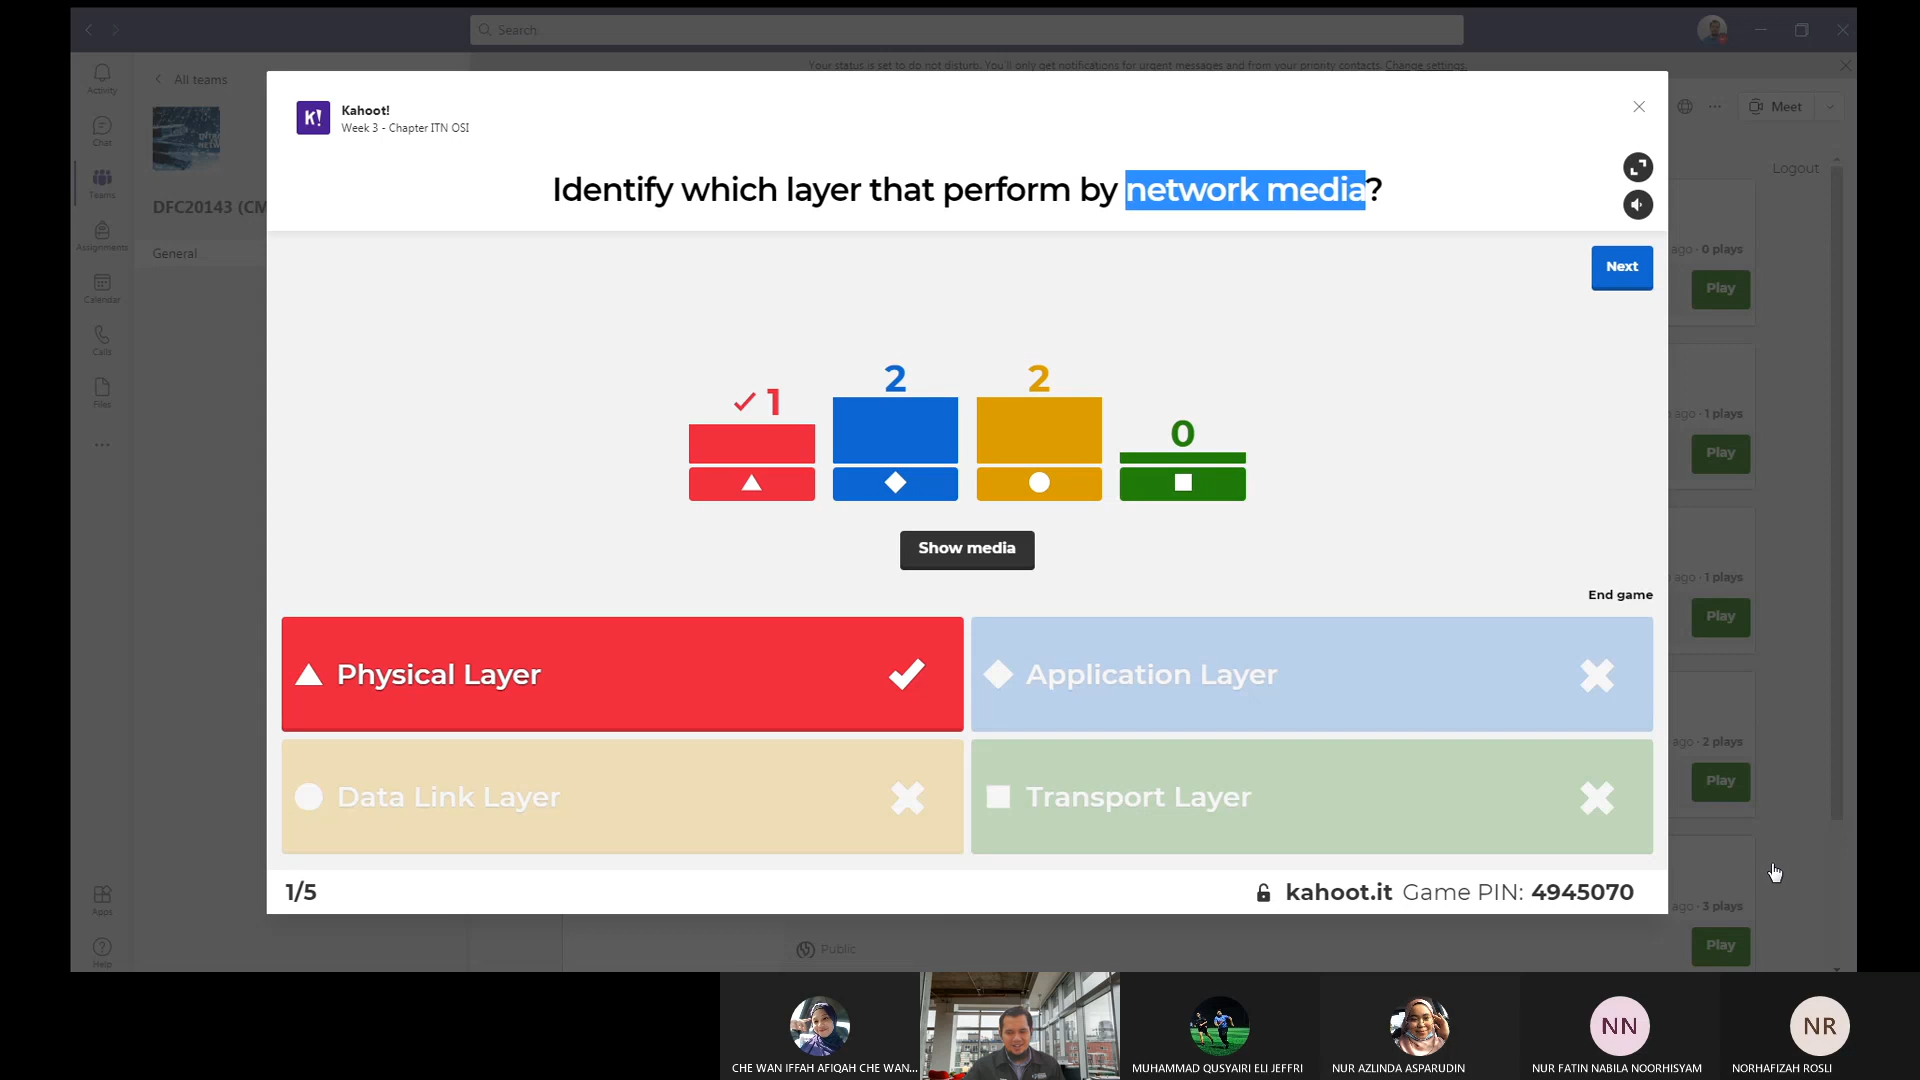 Search
Your status is set to do not disturb. You'll only get notifications for urgent messages and from your priority contacts. Change settings.
Activity
Chat
Teams
Assignments
Calendar
Calls
Files
Apps
Help
All teams
DFC20143 (CM
General
Meet
Logout
Kahoot!
Week 3 - Chapter ITN OSI
Identify which layer that perform by network media?
Next
1
2
2
0
Show media
End game
Physical Layer
Application Layer
Data Link Layer
Transport Layer
1/5
kahoot.it Game PIN: 4945070
ago · 0 plays
Play
ago · 1 plays
Play
ago · 1 plays
Play
ago · 2 plays
Play
ago · 3 plays
Play
Public
CHE WAN IFFAH AFIQAH CHE WAN...
MUHAMMAD QUSYAIRI ELI JEFFRI
NUR AZLINDA ASPARUDIN
NN
NUR FATIN NABILA NOORHISYAM
NR
NORHAFIZAH ROSLI